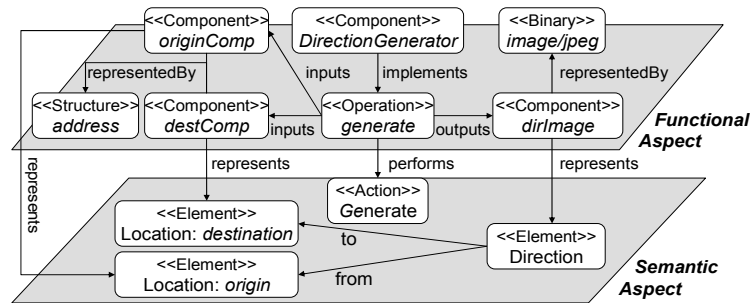 <<Component>>
originComp
<<Component>>
DirectionGenerator
<<Binary>>
image/jpeg
representedBy
inputs
implements
representedBy
<<Structure>>
address
<<Component>>
destComp
inputs
<<Operation>>
generate
outputs
<<Component>>
dirImage
Functional
Aspect
represents
represents
performs
represents
<<Action>>
Generate
<<Element>>
Location: destination
to
<<Element>>
Direction
<<Element>>
Location: origin
from
Semantic
Aspect